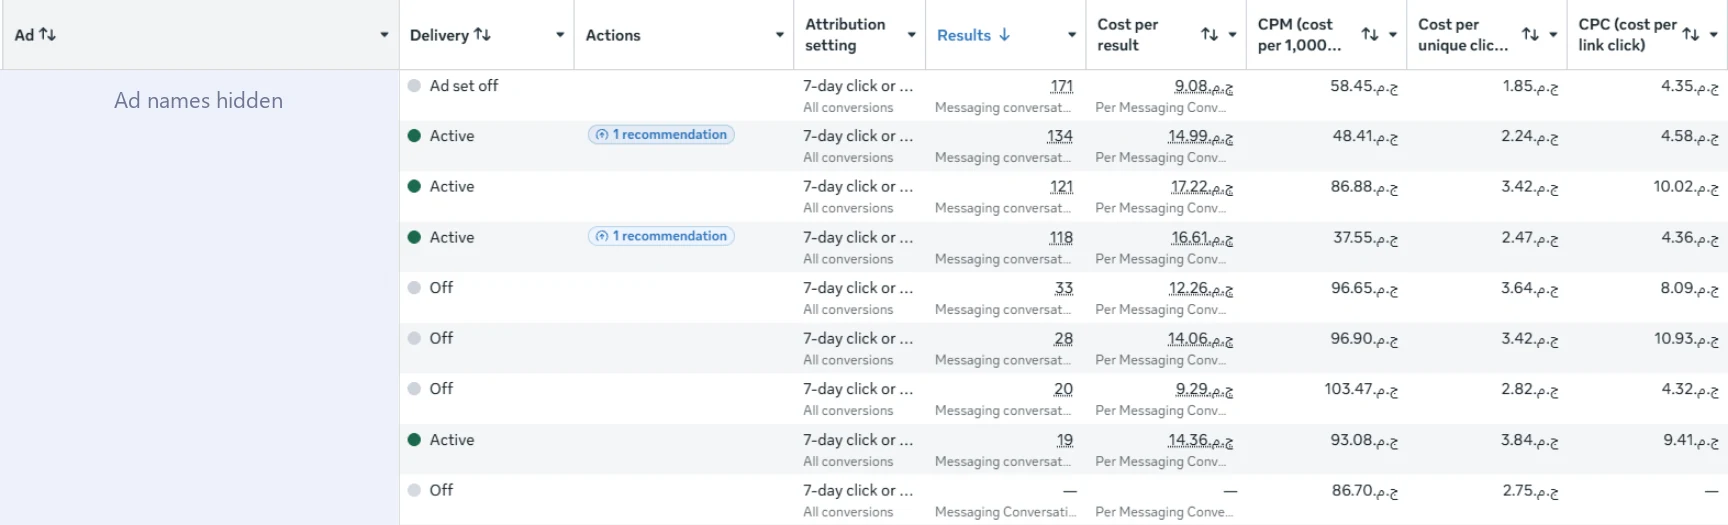 Ad Delivery Actions Attribution setting Results Cost per result CPM (cost per 1,000... Cost per unique clic... CPC (cost per link click)
Ad names hidden
Ad set off 7-day click or ... 171 9.08.ج.م 58.45.ج.م 1.85.ج.م 4.35.ج.م
All conversions Messaging conversat... Per Messaging Conv...
Active 1 recommendation 7-day click or ... 134 14.99.ج.م 48.41.ج.م 2.24.ج.م 4.58.ج.م
All conversions Messaging conversat... Per Messaging Conv...
Active 7-day click or ... 121 17.22.ج.م 86.88.ج.م 3.42.ج.م 10.02.ج.م
All conversions Messaging conversat... Per Messaging Conv...
Active 1 recommendation 7-day click or ... 118 16.61.ج.م 37.55.ج.م 2.47.ج.م 4.36.ج.م
All conversions Messaging conversat... Per Messaging Conv...
Off 7-day click or ... 33 12.26.ج.م 96.65.ج.م 3.64.ج.م 8.09.ج.م
All conversions Messaging conversat... Per Messaging Conv...
Off 7-day click or ... 28 14.06.ج.م 96.90.ج.م 3.42.ج.م 10.93.ج.م
All conversions Messaging conversat... Per Messaging Conv...
Off 7-day click or ... 20 9.29.ج.م 103.47.ج.م 2.82.ج.م 4.32.ج.م
All conversions Messaging conversat... Per Messaging Conv...
Active 7-day click or ... 19 14.36.ج.م 93.08.ج.م 3.84.ج.م 9.41.ج.م
All conversions Messaging conversat... Per Messaging Conv...
Off 7-day click or ... — — 86.70.ج.م 2.75.ج.م —
All conversions Messaging Conversati... Per Messaging Conve...